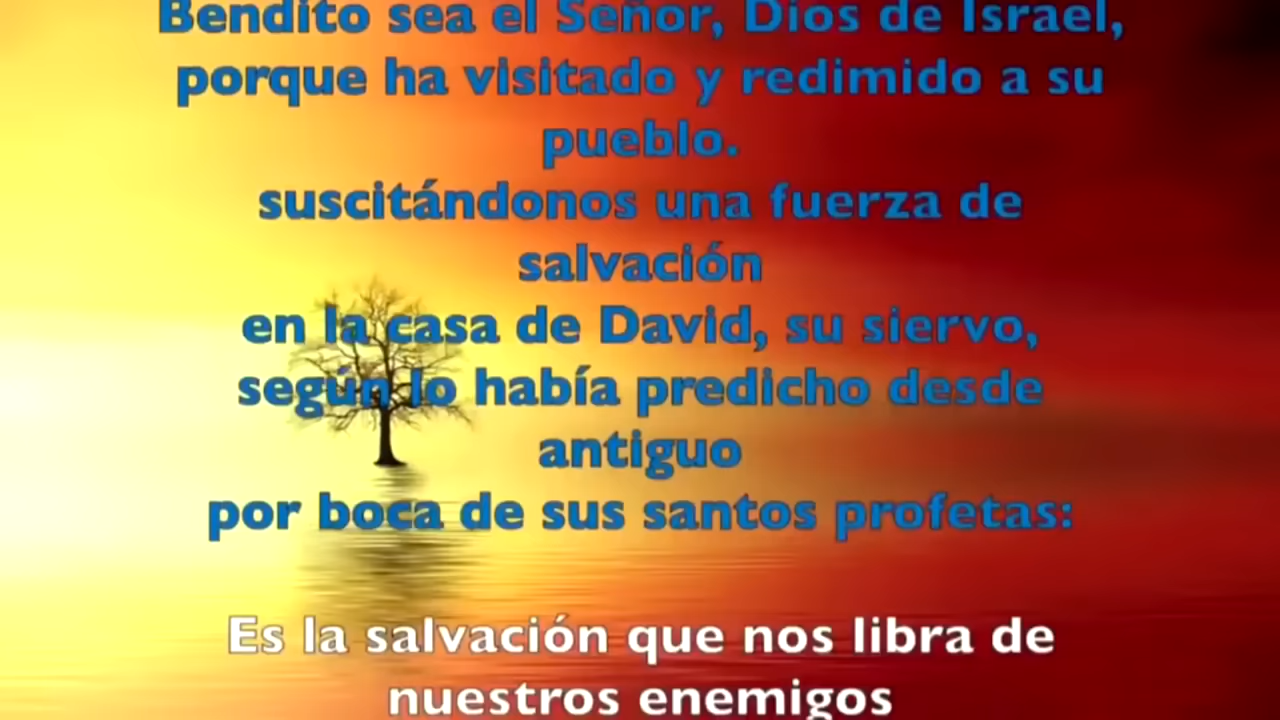 Bendito sea el Señor, Dios de Israel,
porque ha visitado y redimido a su
pueblo.
suscitándonos una fuerza de
salvación
en la casa de David, su siervo,
según lo había predicho desde
antiguo
por boca de sus santos profetas:
Es la salvación que nos libra de
nuestros enemigos